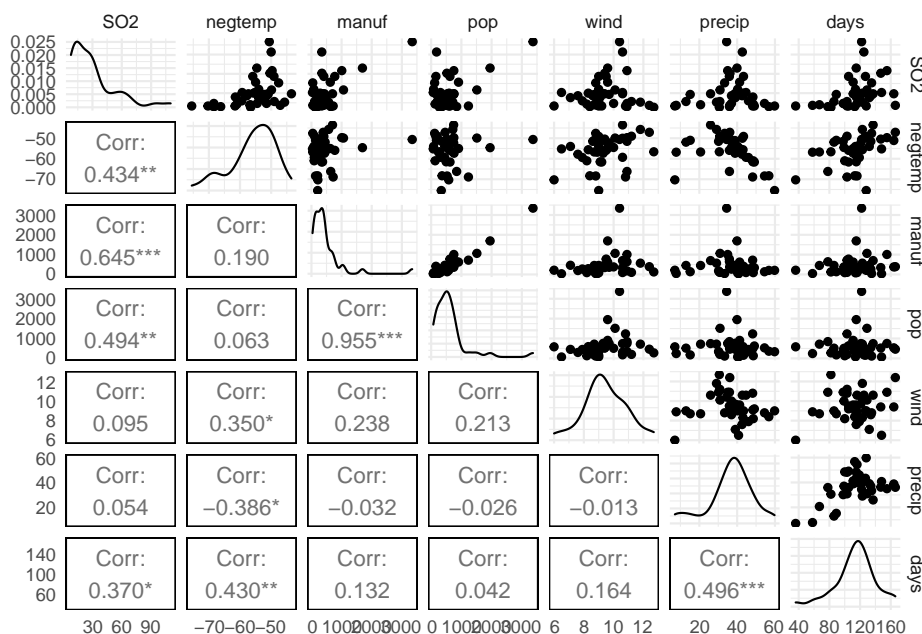 SO2 negtemp manuf pop wind precip days
0.025
0.020
0.015
0.010
0.005
0.000
SO2
−50
−60
−70
Corr:
0.434**
negtemp
3000
2000
1000
0
Corr: Corr:
0.645*** 0.190
manuf
3000
2000
1000
0
Corr: Corr: Corr:
0.494** 0.063 0.955***
pop
12
10
8
6
Corr: Corr: Corr: Corr:
0.095 0.350* 0.238 0.213
wind
60
40
20
Corr: Corr: Corr: Corr: Corr:
0.054 −0.386* −0.032 −0.026 −0.013
precip
140
100
60
Corr: Corr: Corr: Corr: Corr: Corr:
0.370* 0.430** 0.132 0.042 0.164 0.496***
days
30 60 90 −70 −60 −50 0 1000 2000 3000 0 1000 2000 3000 6 8 10 12 20 40 60 40 80 120 160